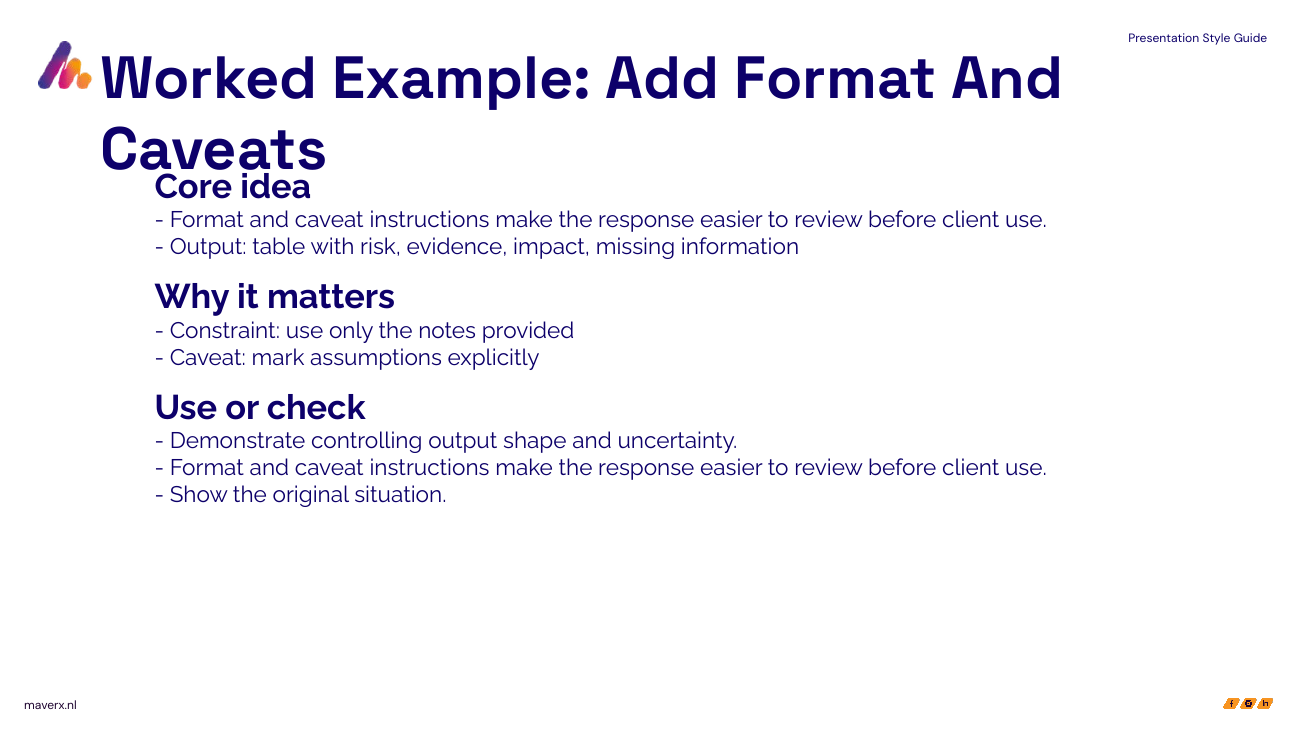 Presentation Style Guide
Worked Example: Add Format And
Caveats
Core idea
- Format and caveat instructions make the response easier to review before client use.
- Output: table with risk, evidence, impact, missing information
Why it matters
- Constraint: use only the notes provided
- Caveat: mark assumptions explicitly
Use or check
- Demonstrate controlling output shape and uncertainty.
- Format and caveat instructions make the response easier to review before client use.
- Show the original situation.
maverx.nl